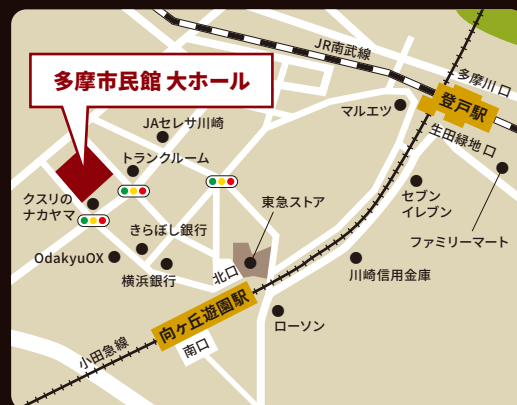 JR南武線
多摩川口
多摩市民館 大ホール
登戸駅
マルエツ
JAセレサ川崎
生田緑地口
トランクルーム
セブン
イレブン
クスリの
ナカヤマ
東急ストア
きらぼし銀行
ファミリーマート
OdakyuOX
北口
川崎信用金庫
横浜銀行
向ヶ丘遊園駅
ローソン
南口
小田急線